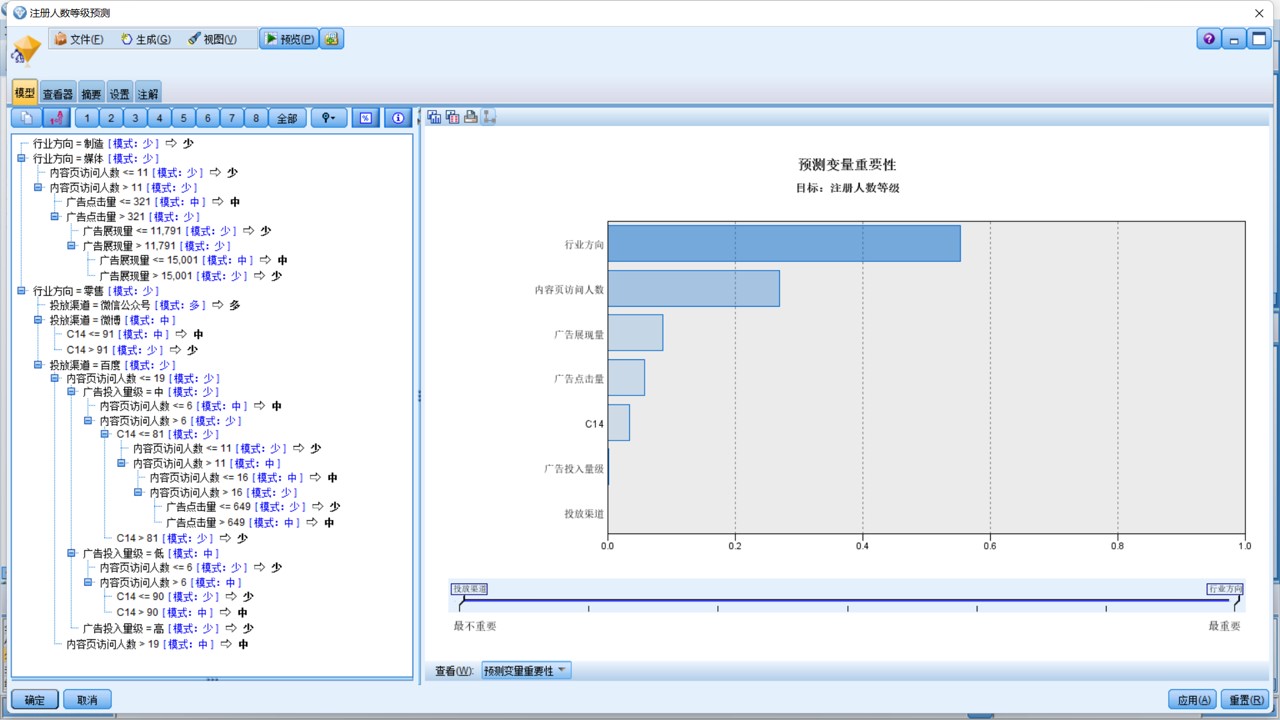 注册人数等级预测
文件(F) 生成(G) 视图(V) 预览(P)
模型 查看器 摘要 设置 注解
1 2 3 4 5 6 7 8 全部
行业方向 = 制造 [模式: 少] ⇨ 少
行业方向 = 媒体 [模式: 少]
内容页访问人数 <= 11 [模式: 少] ⇨ 少
内容页访问人数 > 11 [模式: 少]
广告点击量 <= 321 [模式: 中] ⇨ 中
广告点击量 > 321 [模式: 少]
广告展现量 <= 11,791 [模式: 少] ⇨ 少
广告展现量 > 11,791 [模式: 少]
广告展现量 <= 15,001 [模式: 中] ⇨ 中
广告展现量 > 15,001 [模式: 少] ⇨ 少
行业方向 = 零售 [模式: 少]
投放渠道 = 微信公众号 [模式: 多] ⇨ 多
投放渠道 = 微博 [模式: 中]
C14 <= 91 [模式: 中] ⇨ 中
C14 > 91 [模式: 少] ⇨ 少
投放渠道 = 百度 [模式: 少]
内容页访问人数 <= 19 [模式: 少]
广告投入量级 = 中 [模式: 少]
内容页访问人数 <= 6 [模式: 中] ⇨ 中
内容页访问人数 > 6 [模式: 少]
C14 <= 81 [模式: 少]
内容页访问人数 <= 11 [模式: 少] ⇨ 少
内容页访问人数 > 11 [模式: 中]
内容页访问人数 <= 16 [模式: 中] ⇨ 中
内容页访问人数 > 16 [模式: 少]
广告点击量 <= 649 [模式: 少] ⇨ 少
广告点击量 > 649 [模式: 中] ⇨ 中
C14 > 81 [模式: 少] ⇨ 少
广告投入量级 = 低 [模式: 中]
内容页访问人数 <= 6 [模式: 少] ⇨ 少
内容页访问人数 > 6 [模式: 中]
C14 <= 90 [模式: 少] ⇨ 少
C14 > 90 [模式: 中] ⇨ 中
广告投入量级 = 高 [模式: 少] ⇨ 少
内容页访问人数 > 19 [模式: 中] ⇨ 中
预测变量重要性
目标：注册人数等级
行业方向
内容页访问人数
广告展现量
广告点击量
C14
广告投入量级
投放渠道
0.0 0.2 0.4 0.6 0.8 1.0
投放渠道 行业方向
最不重要 最重要
查看(W): 预测变量重要性
确定 取消 应用(A) 重置(R)